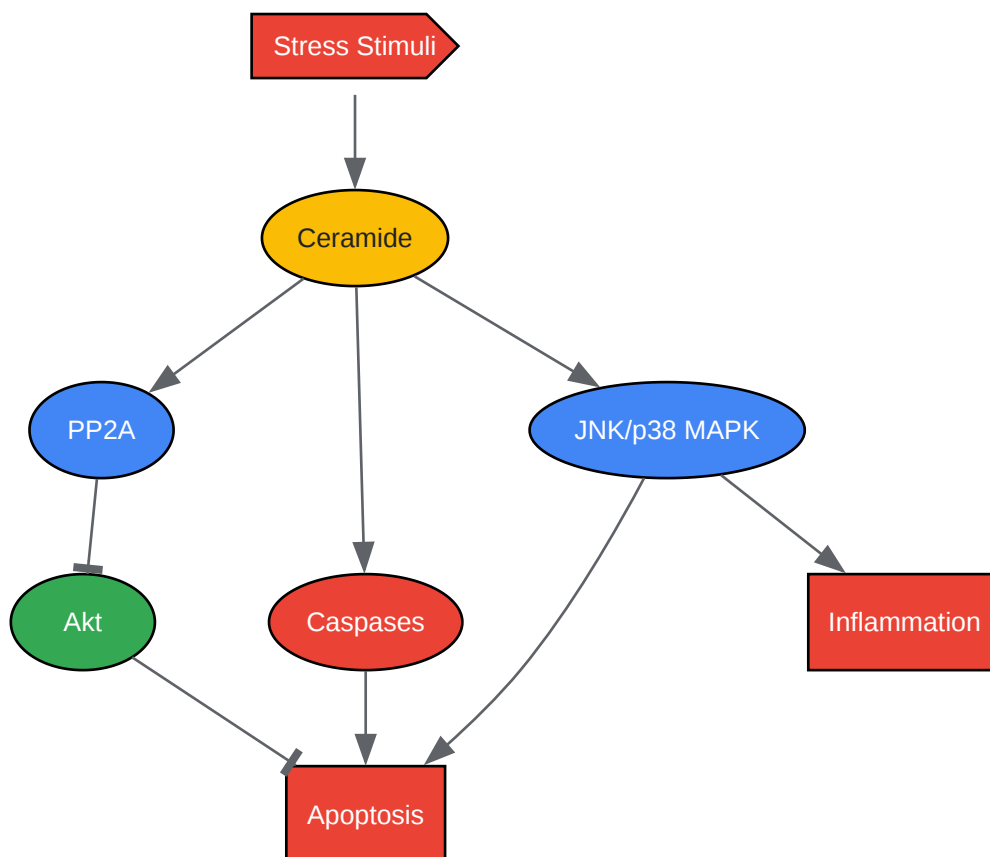 Stress Stimuli
Ceramide
PP2A
JNK/p38 MAPK
Akt
Caspases
Inflammation
Apoptosis